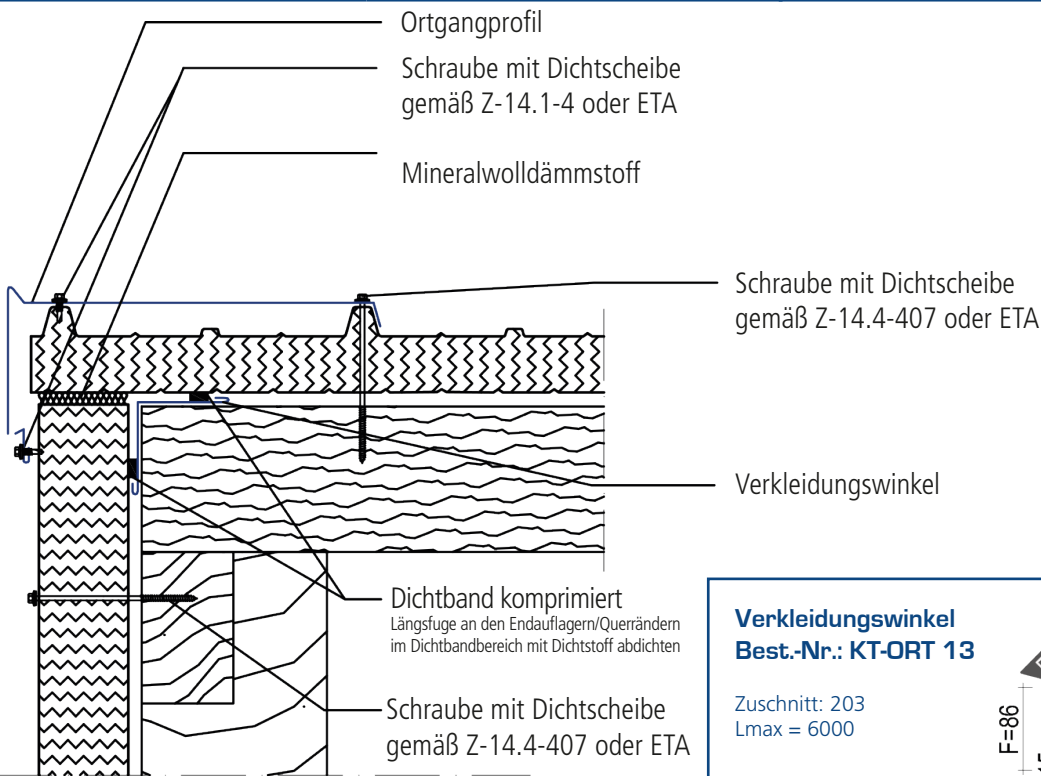 Ortgangprofil
Schraube mit Dichtscheibe
gemäß Z-14.1-4 oder ETA
Mineralwolldämmstoff
Schraube mit Dichtscheibe
gemäß Z-14.4-407 oder ETA
Verkleidungswinkel
Dichtband komprimiert
Längsfuge an den Endauflagern/Querrändern
im Dichtbandbereich mit Dichtstoff abdichten
Schraube mit Dichtscheibe
gemäß Z-14.4-407 oder ETA
Verkleidungswinkel
Best.-Nr.: KT-ORT 13
Zuschnitt: 203
Lmax = 6000
F=86